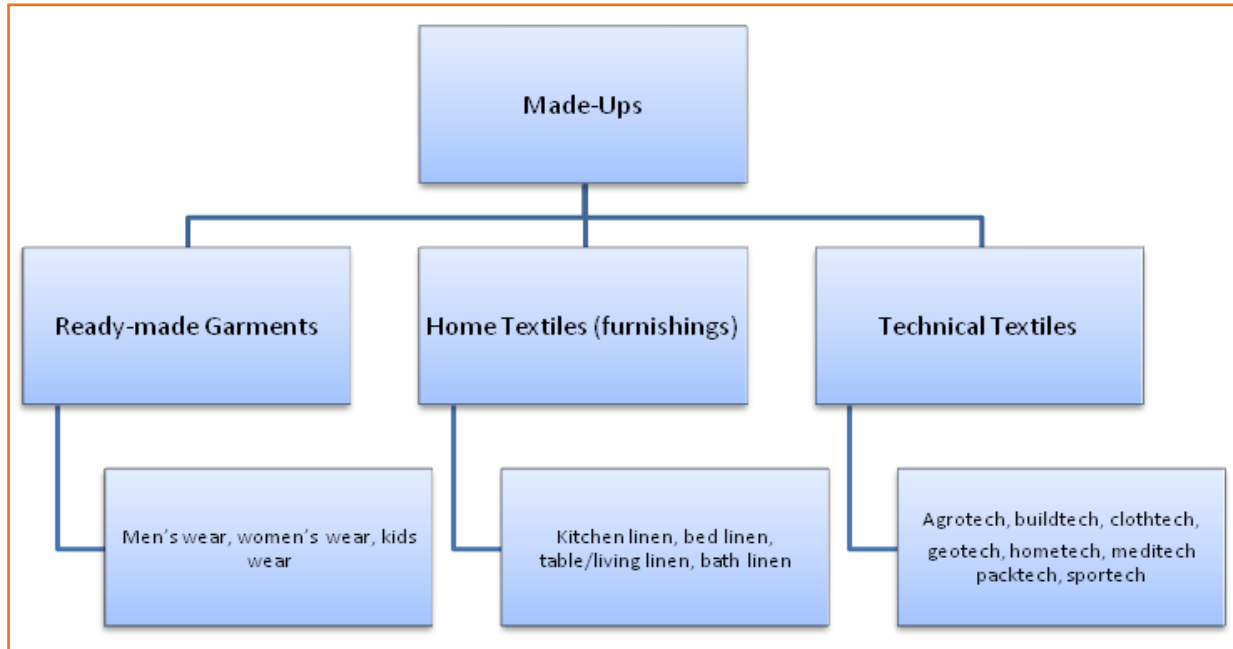 Made-Ups
Ready-made Garments
Home Textiles (furnishings)
Technical Textiles
Men’s wear, women’s wear, kids
wear
Kitchen linen, bed linen,
table/living linen, bath linen
Agrotech, buildtech, clothtech,
geotech, hometech, meditech
packtech, sportech